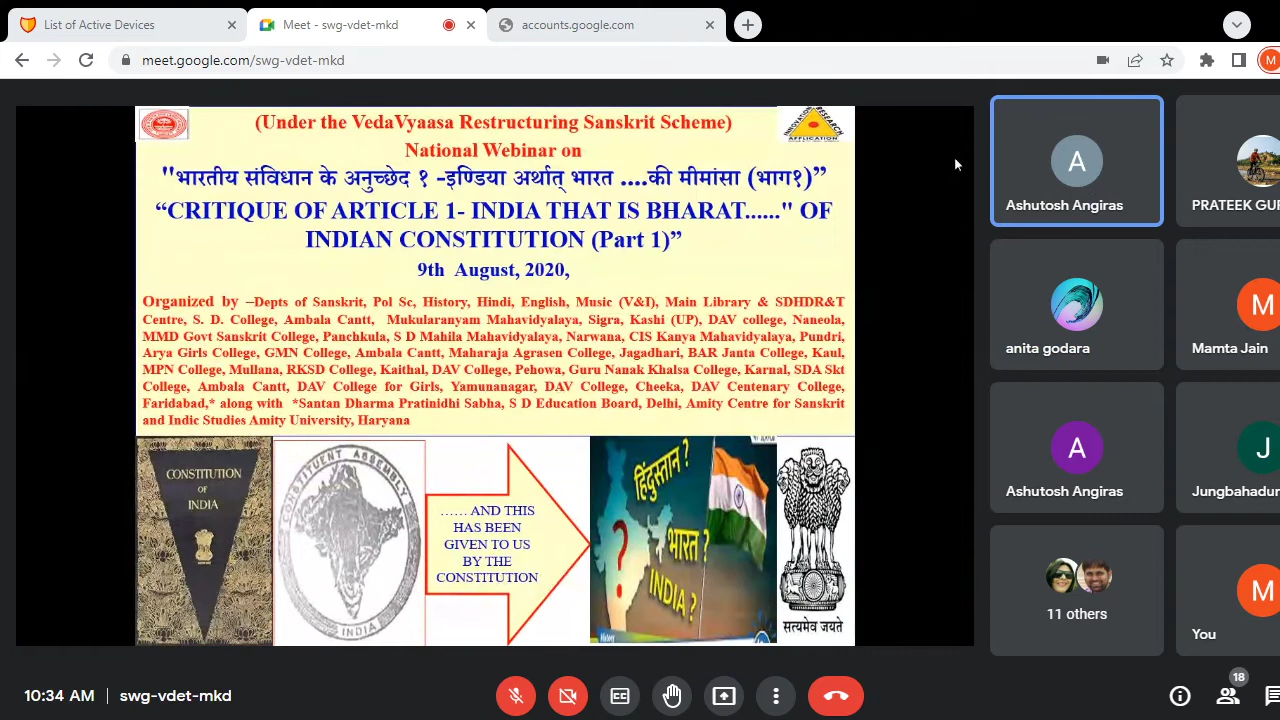 List of Active Devices
Meet - swg-vdet-mkd
accounts.google.com
meet.google.com/swg-vdet-mkd
M
(Under the VedaVyaasa Restructuring Sanskrit Scheme)
National Webinar on
"भारतीय संविधान के अनुच्छेद १ -इण्डिया अर्थात् भारत ....की मीमांसा (भाग१)”
“CRITIQUE OF ARTICLE 1- INDIA THAT IS BHARAT......" OF
INDIAN CONSTITUTION (Part 1)”
9th August, 2020,
Organized by –Depts of Sanskrit, Pol Sc, History, Hindi, English, Music (V&I), Main Library & SDHDR&T
Centre, S. D. College, Ambala Cantt, Mukularanyam Mahavidyalaya, Sigra, Kashi (UP), DAV college, Naneola,
MMD Govt Sanskrit College, Panchkula, S D Mahila Mahavidyalaya, Narwana, CIS Kanya Mahavidyalaya, Pundri,
Arya Girls College, GMN College, Ambala Cantt, Maharaja Agrasen College, Jagadhari, BAR Janta College, Kaul,
MPN College, Mullana, RKSD College, Kaithal, DAV College, Pehowa, Guru Nanak Khalsa College, Karnal, SDA Skt
College, Ambala Cantt, DAV College for Girls, Yamunanagar, DAV College, Cheeka, DAV Centenary College,
Faridabad,* along with *Santan Dharma Pratinidhi Sabha, S D Education Board, Delhi, Amity Centre for Sanskrit
and Indic Studies Amity University, Haryana
INNOVATION RESEARCH APPLICATION
CONSTITUTION
OF
INDIA
CONSTITUENT ASSEMBLY
INDIA
...... AND THIS
HAS BEEN
GIVEN TO US
BY THE
CONSTITUTION
हिंदुस्तान ?
?
भारत ?
INDIA ?
सत्यमेव जयते
A
Ashutosh Angiras
PRATEEK GUP
anita godara
M
Mamta Jain
A
Ashutosh Angiras
J
Jungbahadur
11 others
M
You
10:34 AM | swg-vdet-mkd
CC
18